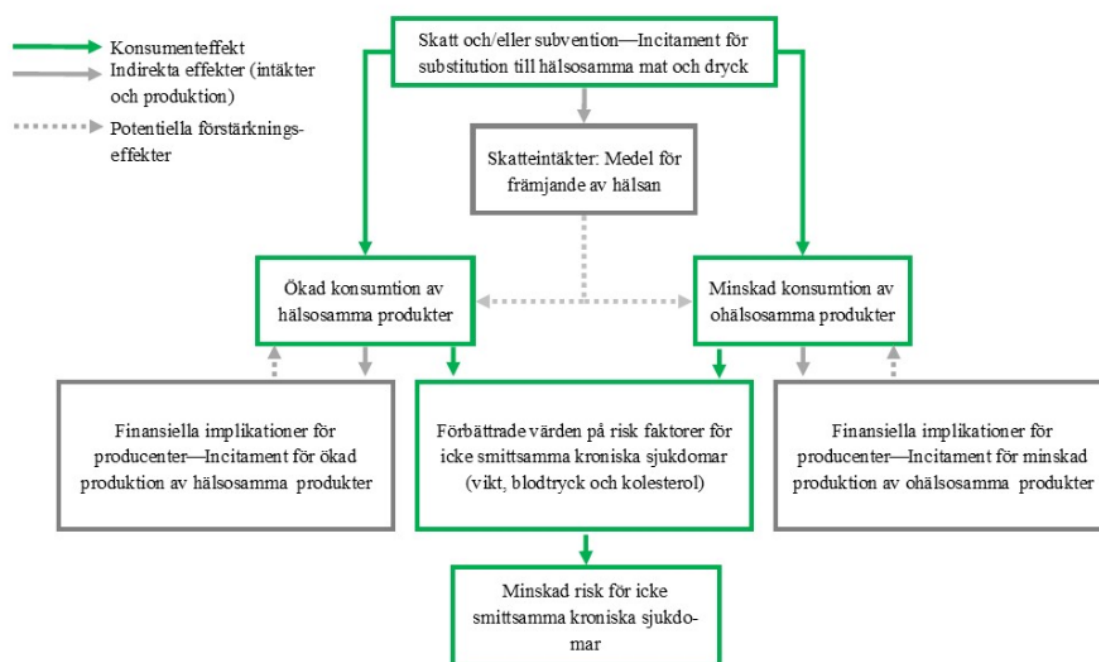 Konsumenteffekt
Indirekta effekter (intäkter
och produktion)
Potentiella förstärknings-
effekter
Skatt och/eller subvention—Incitament för
substitution till hälsosamma mat och dryck
Skatteintäkter: Medel för
främjande av hälsan
Ökad konsumtion av
hälsosamma produkter
Minskad konsumtion av
ohälsosamma produkter
Finansiella implikationer för
producenter—Incitament för ökad
produktion av hälsosamma produkter
Förbättrade värden på risk faktorer för
icke smittsamma kroniska sjukdomar
(vikt, blodtryck och kolesterol)
Finansiella implikationer för
producenter—Incitament för minskad
produktion av ohälsosamma produkter
Minskad risk för icke
smittsamma kroniska sjukdo-
mar